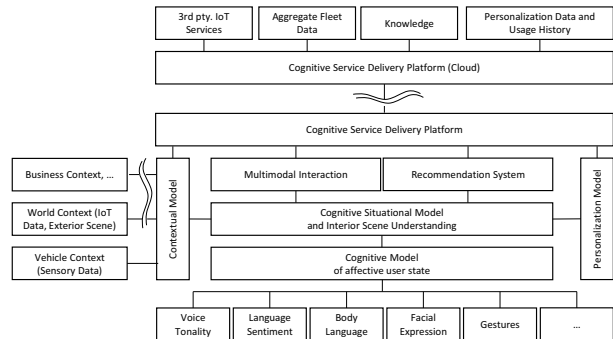 3rd pty. IoT
Services
Aggregate Fleet
Data
Knowledge
Personalization Data and
Usage History
Cognitive Service Delivery Platform (Cloud)
Cognitive Service Delivery Platform
Business Context, ...
Multimodal Interaction
Recommendation System
Contextual Model
Personalization Model
World Context (IoT
Data, Exterior Scene)
Cognitive Situational Model
and Interior Scene Understanding
Vehicle Context
(Sensory Data)
Cognitive Model
of affective user state
Voice
Tonality
Language
Sentiment
Body
Language
Facial
Expression
Gestures
...